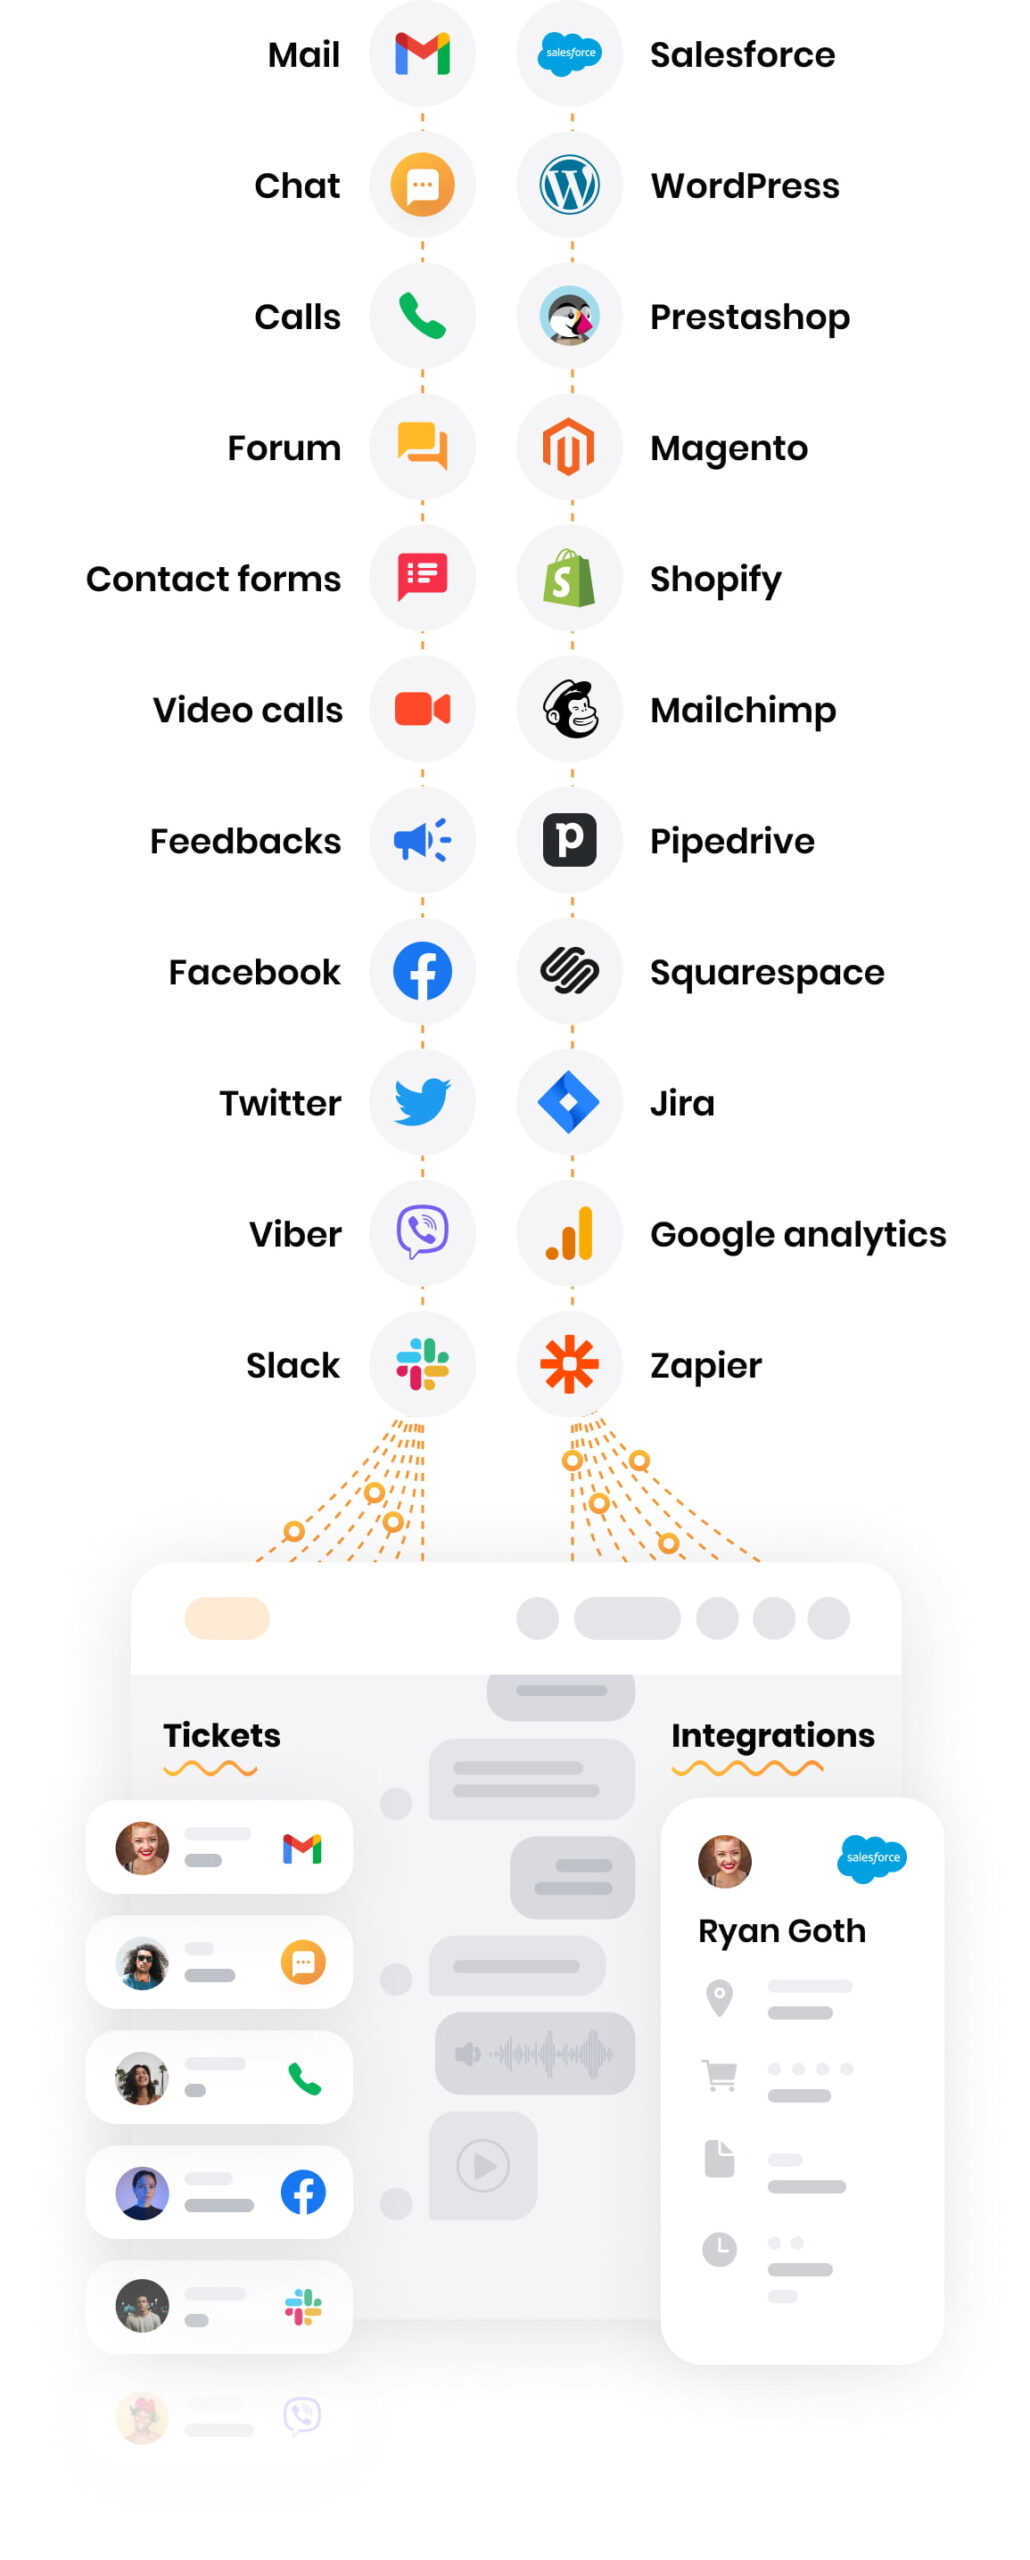 Mail
salesforce
Salesforce
Chat
WordPress
Calls
Prestashop
Forum
Magento
Contact forms
Shopify
Video calls
Mailchimp
Feedbacks
Pipedrive
Facebook
Squarespace
Twitter
Jira
Viber
Google analytics
Slack
Zapier
Tickets
Integrations
salesforce
Ryan Goth